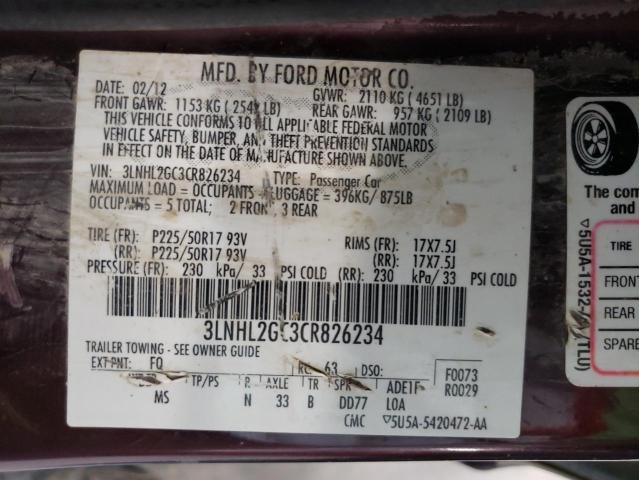 MFD. BY FORD MOTOR CO.
DATE: 02/12 GVWR: 2110 KG (4651 LB)
FRONT GAWR: 1153 KG (2542 LB) REAR GAWR: 957 KG (2109 LB)
THIS VEHICLE CONFORMS TO ALL APPLICABLE FEDERAL MOTOR
VEHICLE SAFETY, BUMPER, AND THEFT PREVENTION STANDARDS
IN EFFECT ON THE DATE OF MANUFACTURE SHOWN ABOVE.
VIN: 3LNHL2GC3CR826234 TYPE: Passenger Car
MAXIMUM LOAD = OCCUPANTS + LUGGAGE = 396KG/ 875LB
OCCUPANTS = 5 TOTAL; 2 FRONT 3 REAR
TIRE (FR): P225/50R17 93V RIMS (FR): 17X7.5J
(RR): P225/50R17 93V (RR): 17X7.5J
PRESSURE (FR): 230 kPa/ 33 PSI COLD (RR): 230 kPa/33 PSI COLD
3LNHL2GC3CR826234
TRAILER TOWING - SEE OWNER GUIDE
EXT PNT: FQ RC: 63 DSO: F0073
TP/PS R AXLE TR SPR ADE1F R0029
MS N 33 B DD77 LOA
CMC ▽5U5A-5420472-AA
The con
and
TIRE
FRONT
REAR
SPARE